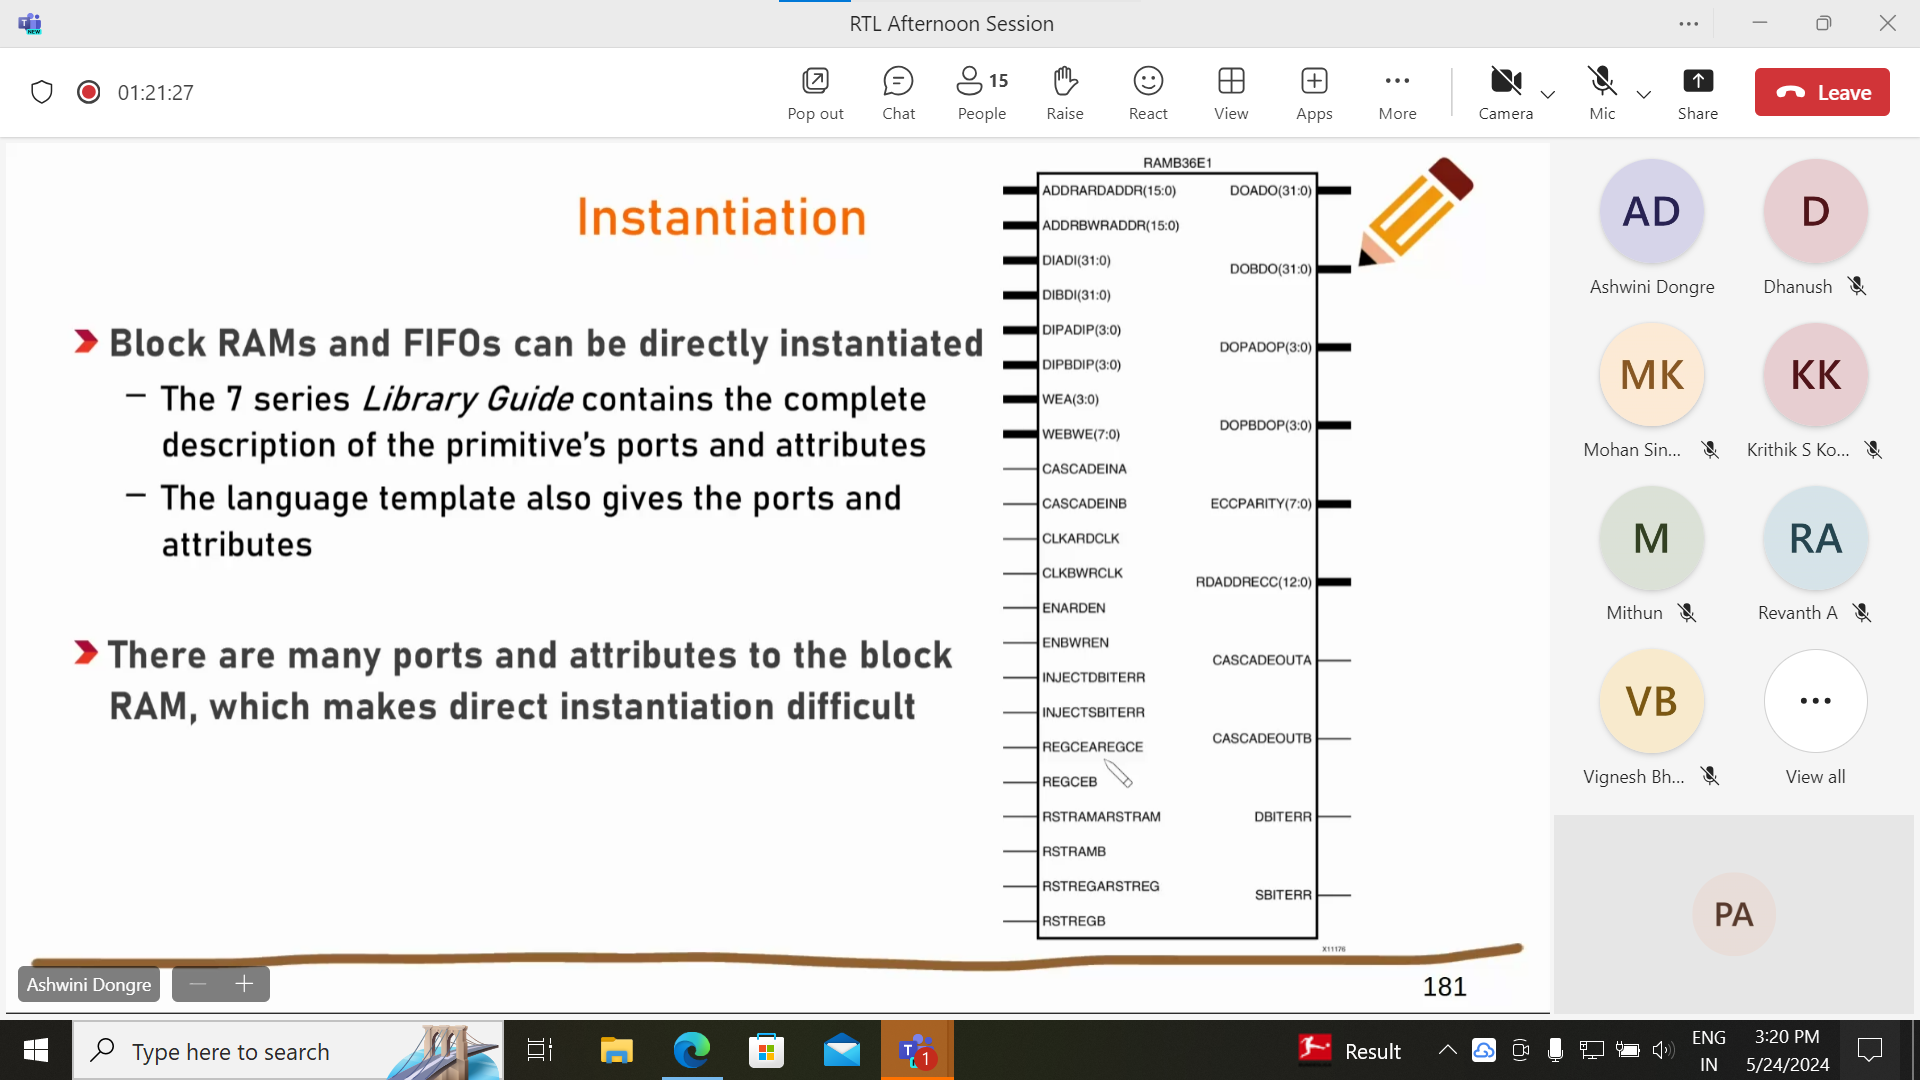 RTL Afternoon Session
NEW
01:21:27
Pop out
Chat
15
People
Raise
React
View
Apps
More
Camera
Mic
Share
Leave
Instantiation
Block RAMs and FIFOs can be directly instantiated
– The 7 series Library Guide contains the complete
description of the primitive's ports and attributes
– The language template also gives the ports and
attributes
There are many ports and attributes to the block
RAM, which makes direct instantiation difficult
RAMB36E1
ADDRARDADDR(15:0)
ADDRBWRADDR(15:0)
DIADI(31:0)
DIBDI(31:0)
DIPADIP(3:0)
DIPBDIP(3:0)
WEA(3:0)
WEBWE(7:0)
CASCADEINA
CASCADEINB
CLKARDCLK
CLKBWRCLK
ENARDEN
ENBWREN
INJECTDBITERR
INJECTSBITERR
REGCEAREGCE
REGCEB
RSTRAMARSTRAM
RSTRAMB
RSTREGARSTREG
RSTREGB
DOADO(31:0)
DOBDO(31:0)
DOPADOP(3:0)
DOPBDOP(3:0)
ECCPARITY(7:0)
RDADDRECC(12:0)
CASCADEOUTA
CASCADEOUTB
DBITERR
SBITERR
X11176
181
Ashwini Dongre
AD
Ashwini Dongre
D
Dhanush
MK
Mohan Sin...
KK
Krithik S Ko...
M
Mithun
RA
Revanth A
VB
Vignesh Bh...
View all
PA
Type here to search
1
Result
ENG
IN
3:20 PM
5/24/2024